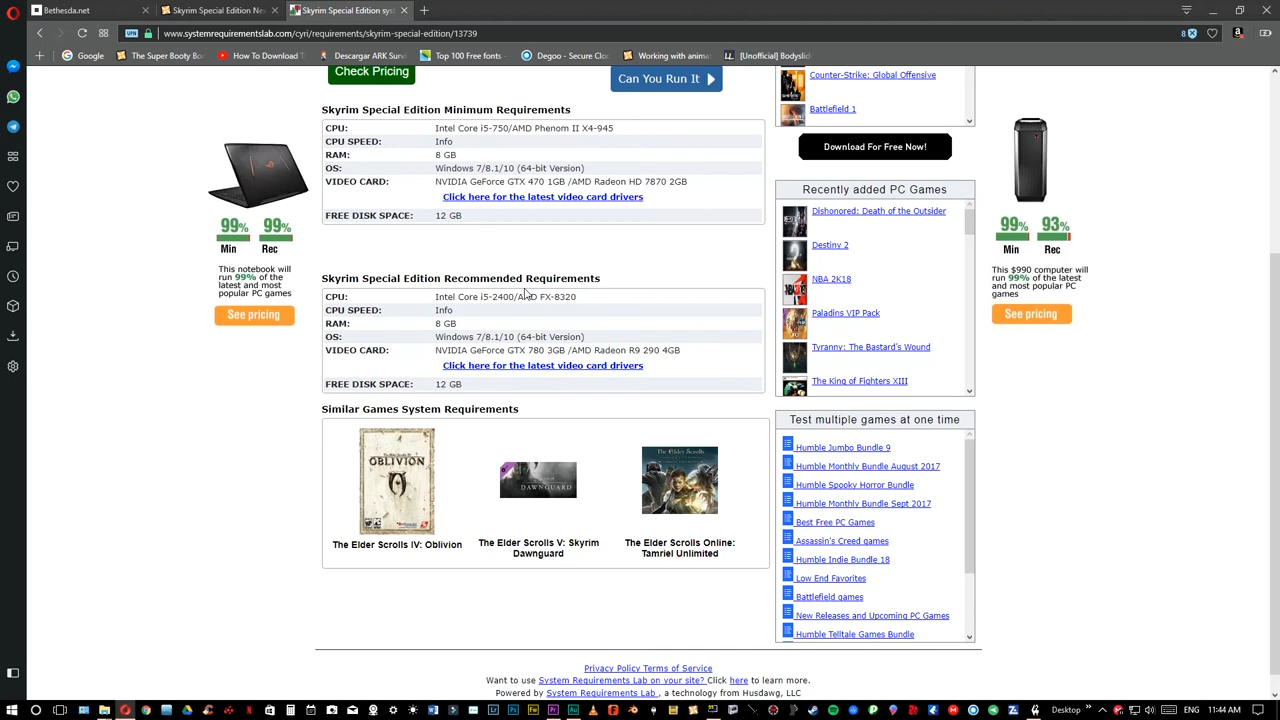 Bethesda.net
Skyrim Special Edition Ne
Skyrim Special Edition sys
VPN
www.systemrequirementslab.com/cyri/requirements/skyrim-special-edition/13739
8
Google
The Super Booty Bo
How To Download T
Descargar ARK Surv
Top 100 Free fonts -
Degoo - Secure Clo
Working with anima
[Unofficial] Bodyslid
Check Pricing
Can You Run It
Counter-Strike: Global Offensive
Battlefield 1
Download For Free Now!
Skyrim Special Edition Minimum Requirements
CPU: Intel Core i5-750/AMD Phenom II X4-945
CPU SPEED: Info
RAM: 8 GB
OS: Windows 7/8.1/10 (64-bit Version)
VIDEO CARD: NVIDIA GeForce GTX 470 1GB /AMD Radeon HD 7870 2GB
Click here for the latest video card drivers
FREE DISK SPACE: 12 GB
99% 99%
Min Rec
This notebook will
run 99% of the
latest and most
popular PC games
See pricing
Skyrim Special Edition Recommended Requirements
CPU: Intel Core i5-2400/AMD FX-8320
CPU SPEED: Info
RAM: 8 GB
OS: Windows 7/8.1/10 (64-bit Version)
VIDEO CARD: NVIDIA GeForce GTX 780 3GB /AMD Radeon R9 290 4GB
Click here for the latest video card drivers
FREE DISK SPACE: 12 GB
Recently added PC Games
Dishonored: Death of the Outsider
Destiny 2
NBA 2K18
Paladins VIP Pack
Tyranny: The Bastard's Wound
The King of Fighters XIII
99% 93%
Min Rec
This $990 computer will
run 99% of the latest
and most popular PC
games
See pricing
Similar Games System Requirements
OBLIVION
DAWNGUARD
The Elder Scrolls
The Elder Scrolls IV: Oblivion
The Elder Scrolls V: Skyrim
Dawnguard
The Elder Scrolls Online:
Tamriel Unlimited
Test multiple games at one time
Humble Jumbo Bundle 9
Humble Monthly Bundle August 2017
Humble Spooky Horror Bundle
Humble Monthly Bundle Sept 2017
Best Free PC Games
Assassin's Creed games
Humble Indie Bundle 18
Low End Favorites
Battlefield games
New Releases and Upcoming PC Games
Humble Telltale Games Bundle
Privacy Policy Terms of Service
Want to use System Requirements Lab on your site? Click here to learn more.
Powered by System Requirements Lab , a technology from Husdawg, LLC
Desktop
11:44 AM